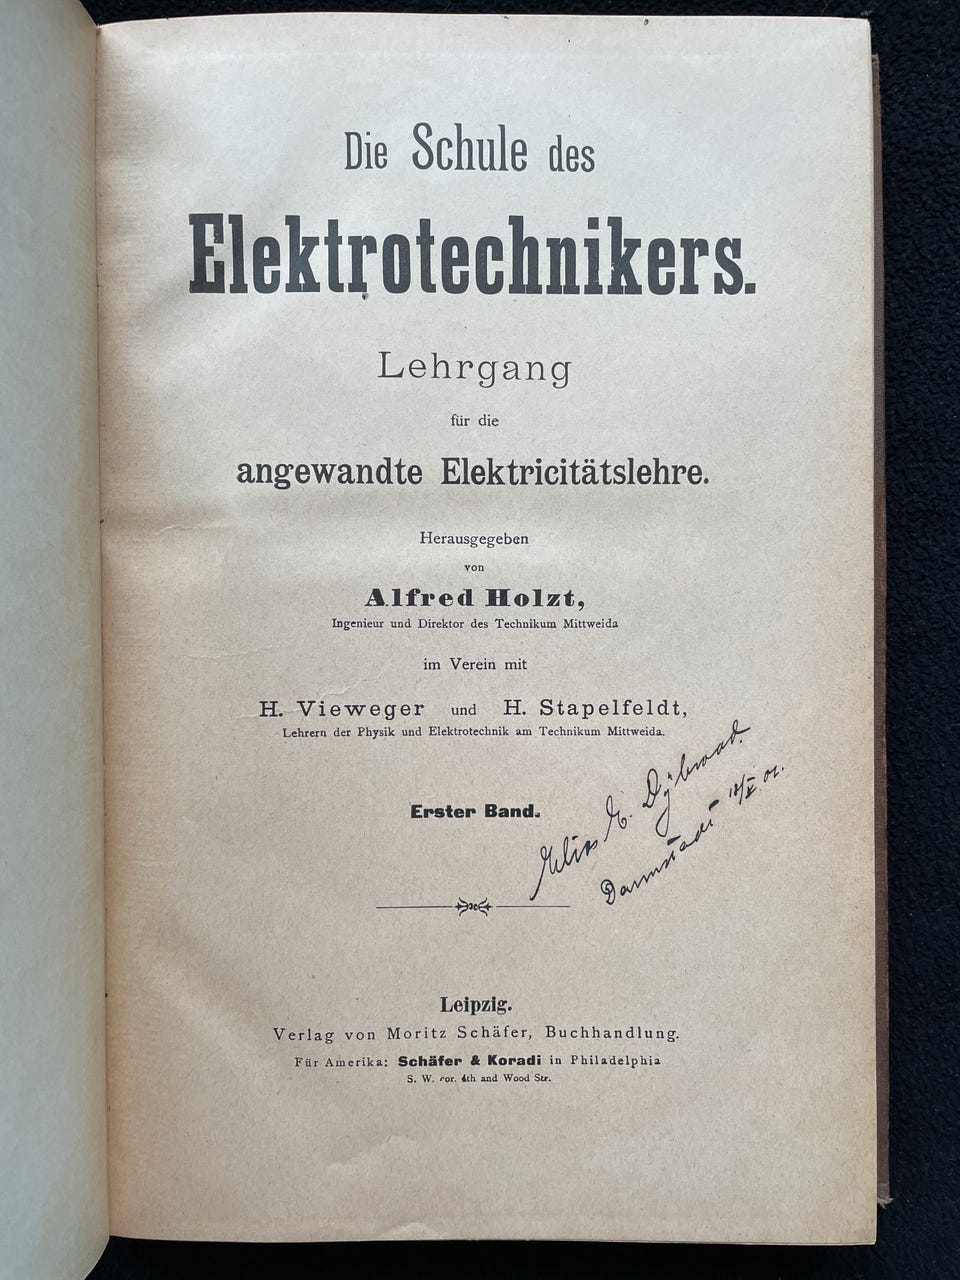 Die Schule des
Elektrotechnikers.
Lehrgang
für die
angewandte Elektricitätslehre.
Herausgegeben
von
Alfred Holzt,
Ingenieur und Direktor des Technikum Mittweida
im Verein mit
H. Vieweger und H. Stapelfeldt,
Lehrern der Physik und Elektrotechnik am Technikum Mittweida.
Erster Band.
Elias E. Dybwad.
Darmstadt
Leipzig.
Verlag von Moritz Schäfer, Buchhandlung.
Für Amerika: Schäfer & Koradi in Philadelphia
S. W. cor. 4th and Wood Str.